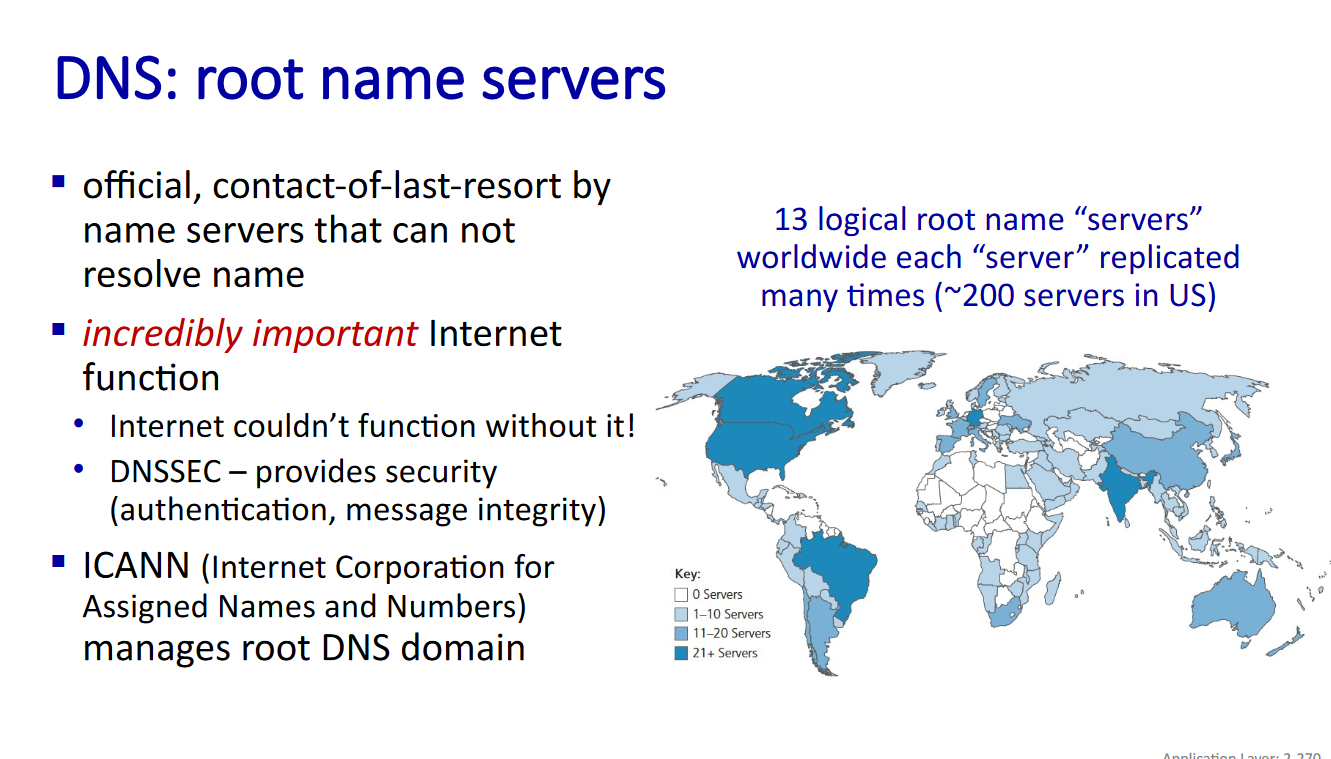 DNS: root name servers
official, contact-of-last-resort by
name servers that can not
resolve name
incredibly important Internet
function
Internet couldn't function without it!
DNSSEC – provides security
(authentication, message integrity)
ICANN (Internet Corporation for
Assigned Names and Numbers)
manages root DNS domain
13 logical root name “servers”
worldwide each “server” replicated
many times (~200 servers in US)
Key:
0 Servers
1–10 Servers
11–20 Servers
21+ Servers
Application Layer: 2-270